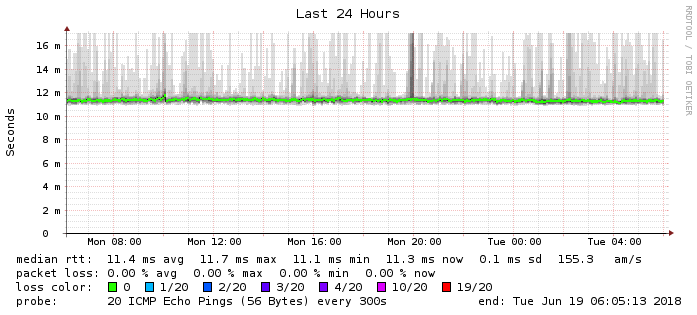 Last 24 Hours
RRDTOOL / TOBI OETIKER
Seconds
16 m
14 m
12 m
10 m
8 m
6 m
4 m
2 m
0
Mon 08:00 Mon 12:00 Mon 16:00 Mon 20:00 Tue 00:00 Tue 04:00
median rtt: 11.4 ms avg 11.7 ms max 11.1 ms min 11.3 ms now 0.1 ms sd 155.3 am/s
packet loss: 0.00 % avg 0.00 % max 0.00 % min 0.00 % now
loss color: 0 1/20 2/20 3/20 4/20 10/20 19/20
probe: 20 ICMP Echo Pings (56 Bytes) every 300s end: Tue Jun 19 06:05:13 2018